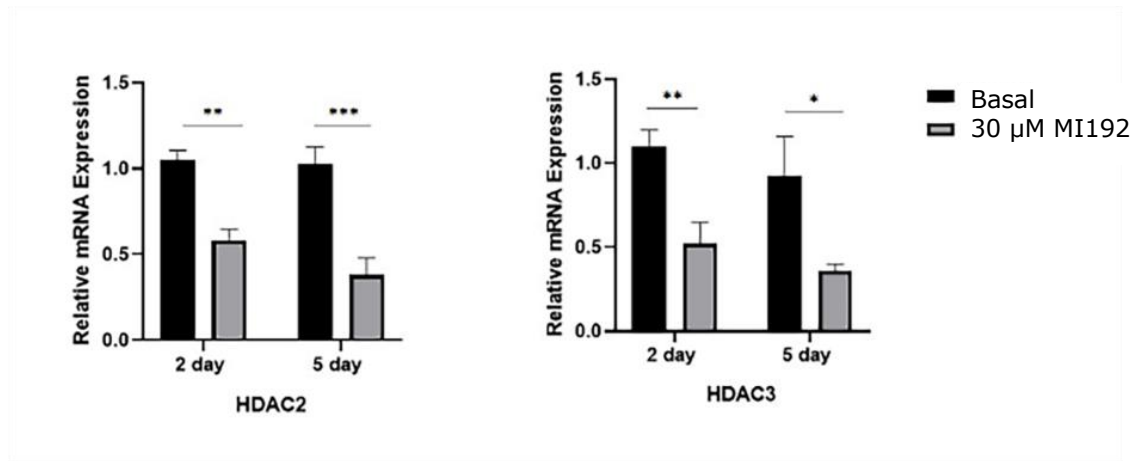 Relative mRNA Expression
1.5
1.0
0.5
0.0
**
***
2 day
5 day
HDAC2
Relative mRNA Expression
1.5
1.0
0.5
0.0
**
*
2 day
5 day
HDAC3
Basal
30 µM MI192